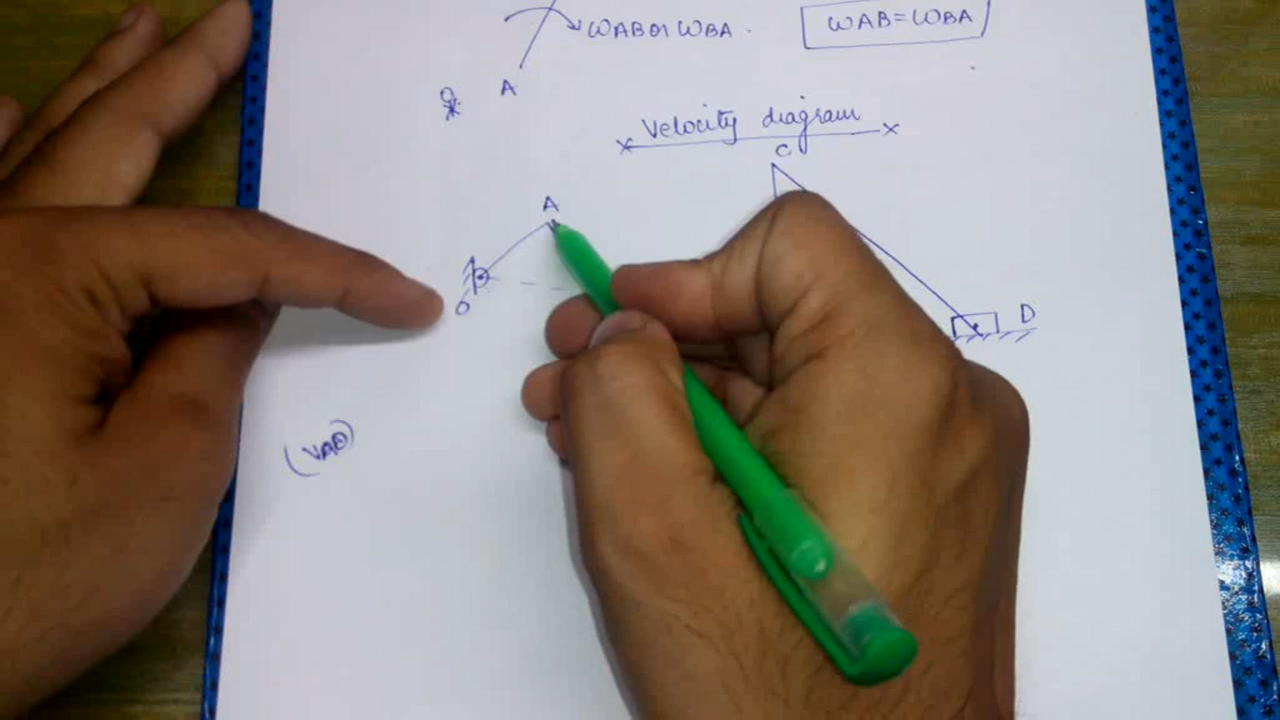 ωAB or ωBA.
ωAB = ωBA
A
Velocity diagram
C
A
O
D
(VAO)